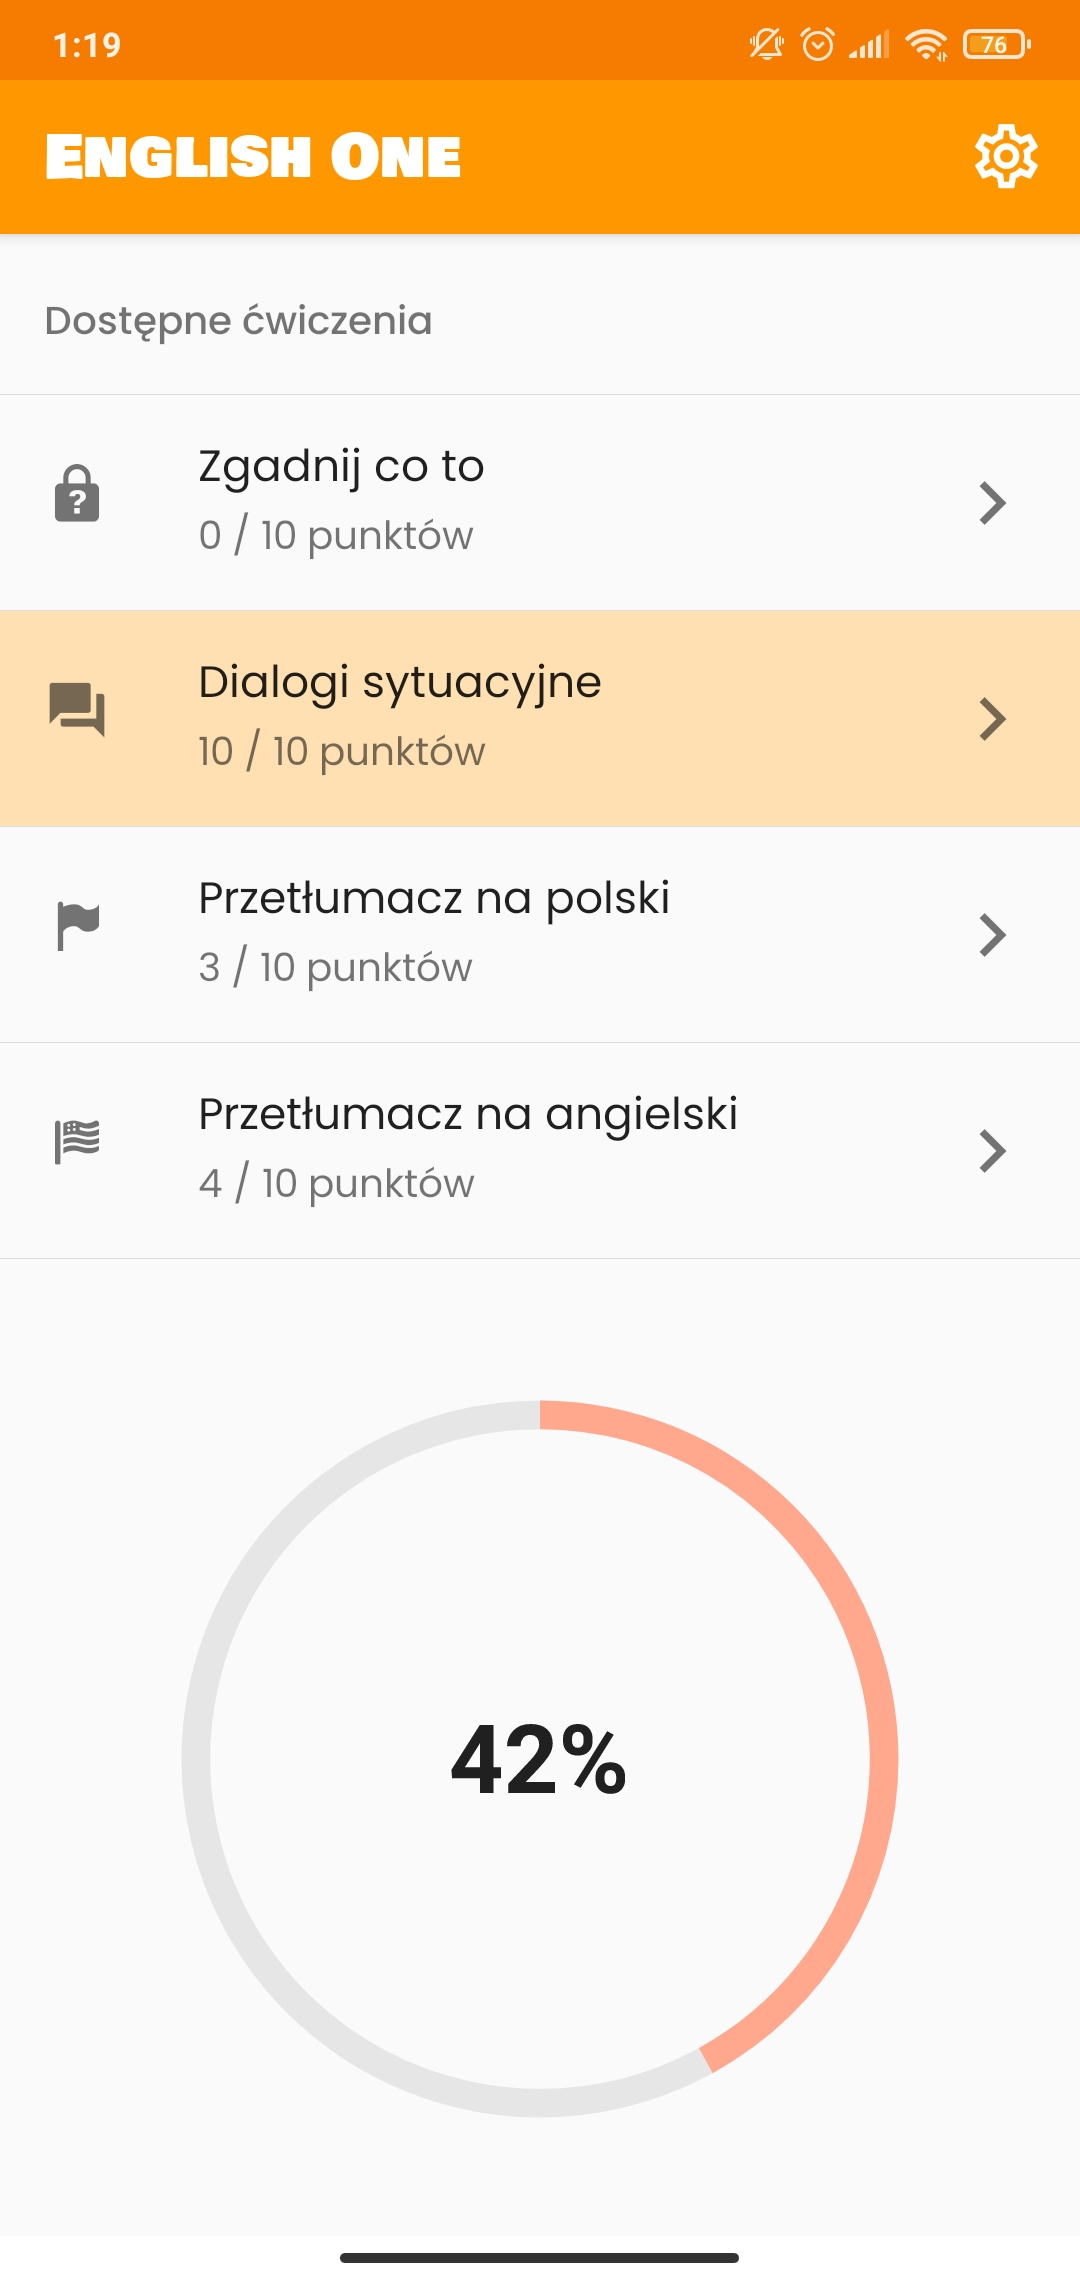 1:19
76
English One
Dostępne ćwiczenia
Zgadnij co to
0 / 10 punktów
Dialogi sytuacyjne
10 / 10 punktów
Przetłumacz na polski
3 / 10 punktów
Przetłumacz na angielski
4 / 10 punktów
42%